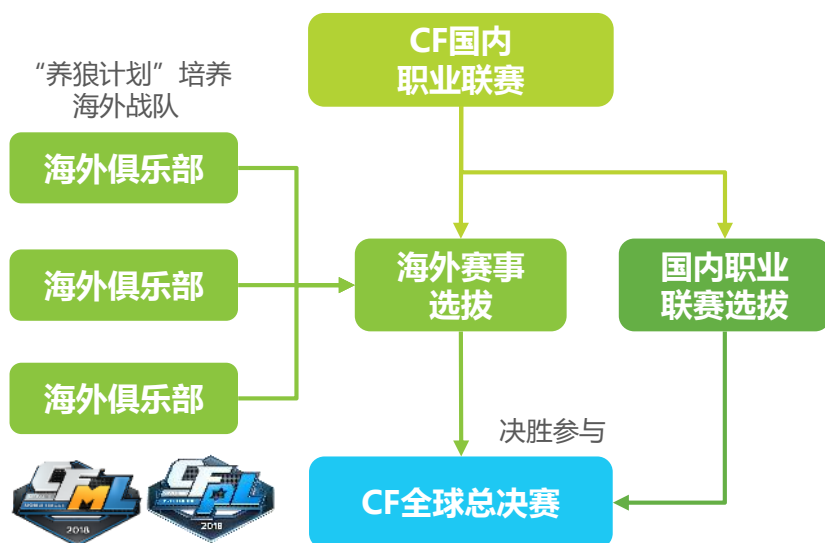 CF国内
职业联赛
“养狼计划”培养
海外战队
海外俱乐部
海外俱乐部
海外俱乐部
海外赛事
选拔
国内职业
联赛选拔
决胜参与
CF全球总决赛
CFML
2018
CFPL
2018